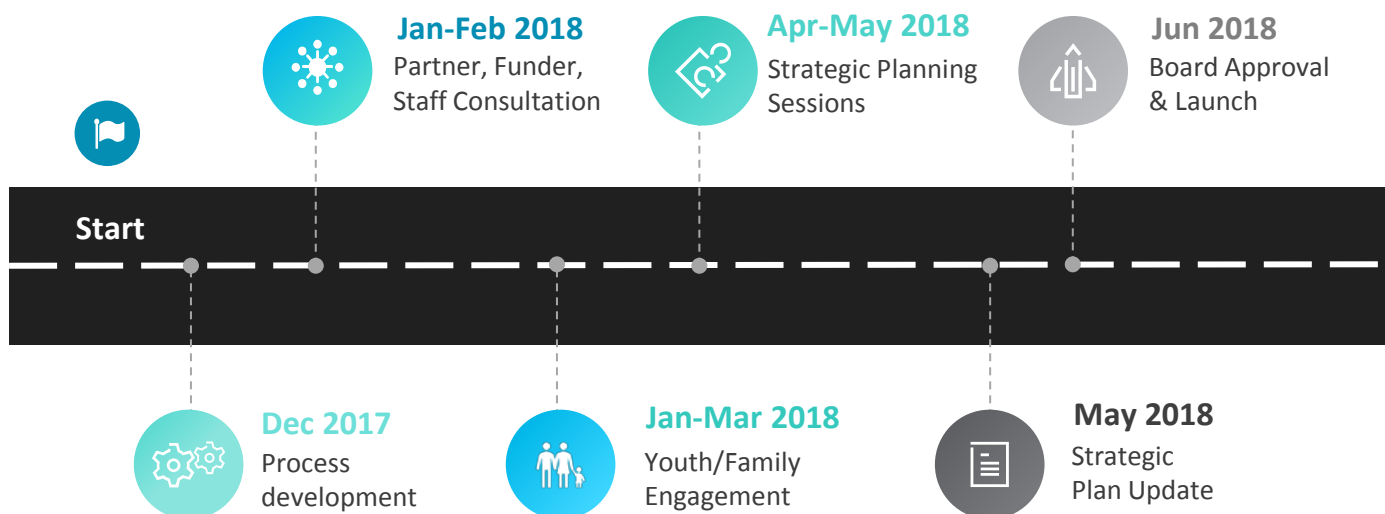 Jan-Feb 2018
Partner, Funder,
Staff Consultation
Apr-May 2018
Strategic Planning
Sessions
Jun 2018
Board Approval
& Launch
Start
Dec 2017
Process
development
Jan-Mar 2018
Youth/Family
Engagement
May 2018
Strategic
Plan Update